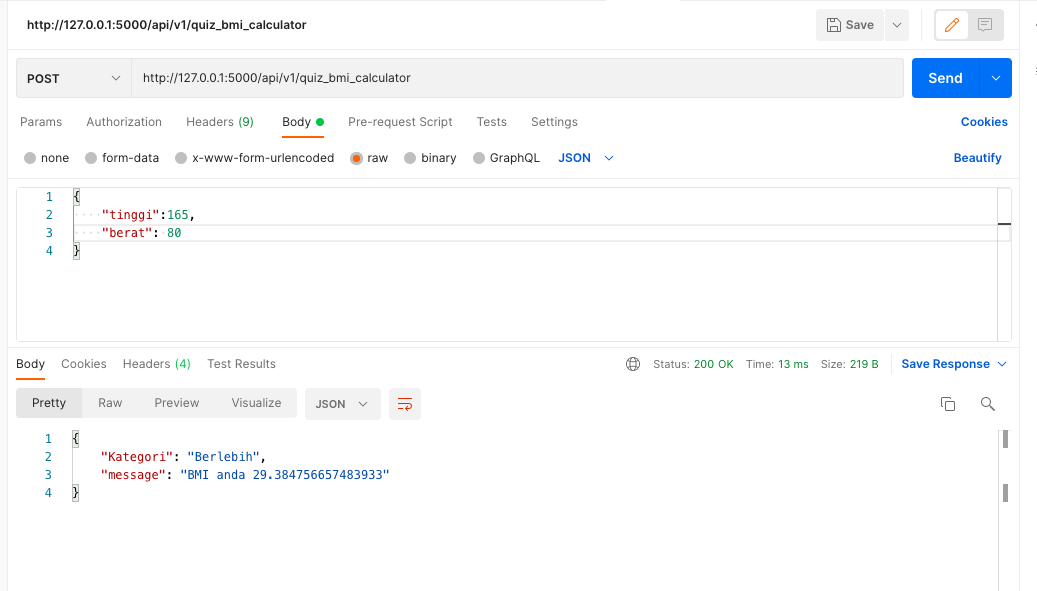 http://127.0.0.1:5000/api/v1/quiz_bmi_calculator Save
POST http://127.0.0.1:5000/api/v1/quiz_bmi_calculator Send
Params Authorization Headers (9) Body Pre-request Script Tests Settings Cookies
none form-data x-www-form-urlencoded raw binary GraphQL JSON Beautify
1 {
2 "tinggi":165,
3 "berat": 80
4 }
Body Cookies Headers (4) Test Results Status: 200 OK Time: 13 ms Size: 219 B Save Response
Pretty Raw Preview Visualize JSON
1 {
2 "Kategori": "Berlebih",
3 "message": "BMI anda 29.384756657483933"
4 }